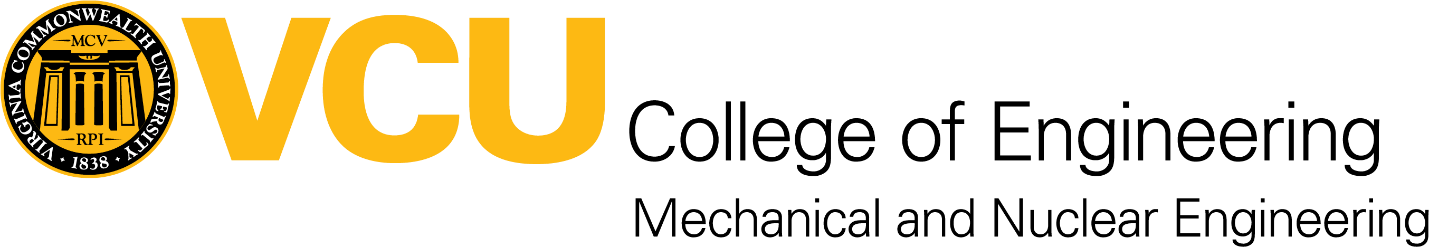 VIRGINIA COMMONWEALTH UNIVERSITY
MCV
RPI
· 1838 ·
VCU
College of Engineering
Mechanical and Nuclear Engineering